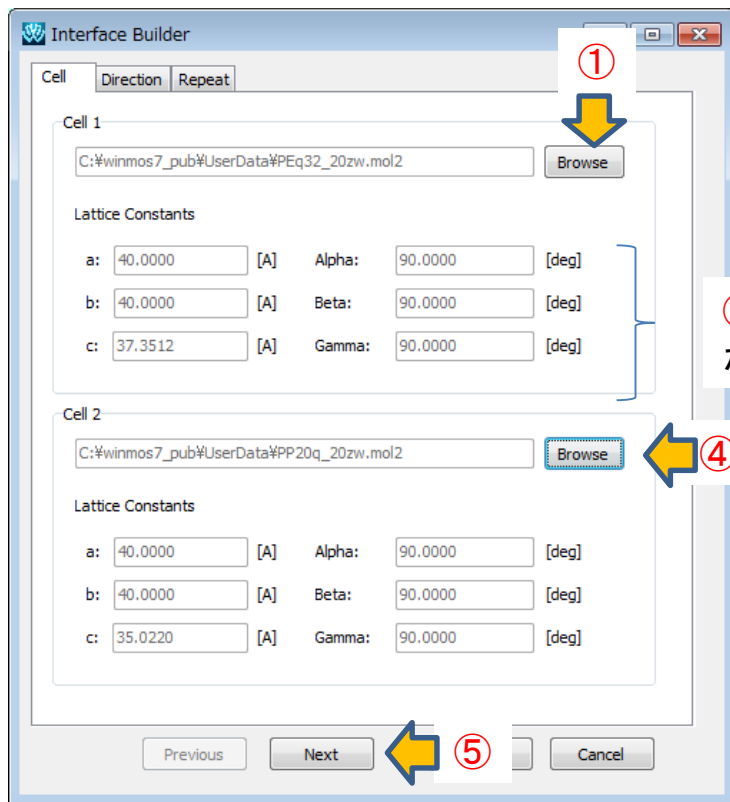 Interface Builder
①
Cell Direction Repeat
Cell 1
C:¥winmos7_pub¥UserData¥PEq32_20zw.mol2 Browse
Lattice Constants
a: 40.0000 [A] Alpha: 90.0000 [deg]
b: 40.0000 [A] Beta: 90.0000 [deg]
c: 37.3512 [A] Gamma: 90.0000 [deg]
Cell 2
C:¥winmos7_pub¥UserData¥PP20q_20zw.mol2 Browse ④
Lattice Constants
a: 40.0000 [A] Alpha: 90.0000 [deg]
b: 40.0000 [A] Beta: 90.0000 [deg]
c: 35.0220 [A] Gamma: 90.0000 [deg]
Previous Next ⑤ Cancel